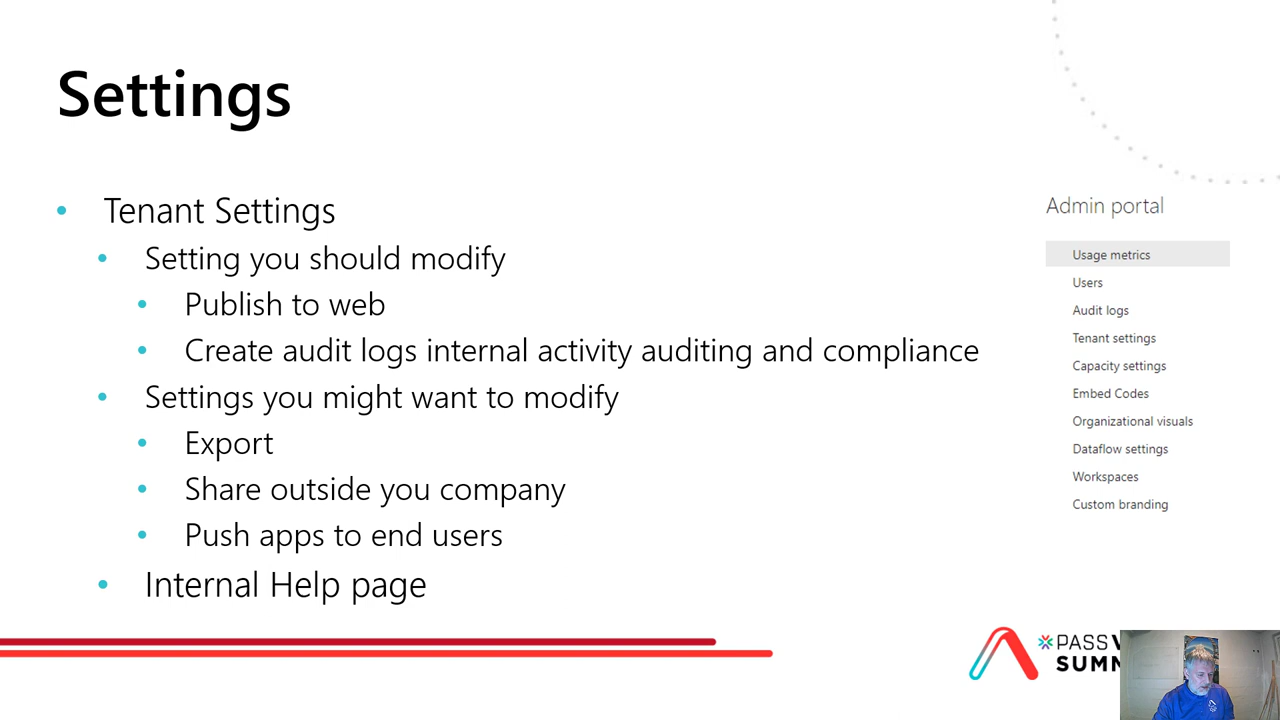 Settings
Tenant Settings
Setting you should modify
Publish to web
Create audit logs internal activity auditing and compliance
Settings you might want to modify
Export
Share outside you company
Push apps to end users
Internal Help page
Admin portal
Usage metrics
Users
Audit logs
Tenant settings
Capacity settings
Embed Codes
Organizational visuals
Dataflow settings
Workspaces
Custom branding
PASS